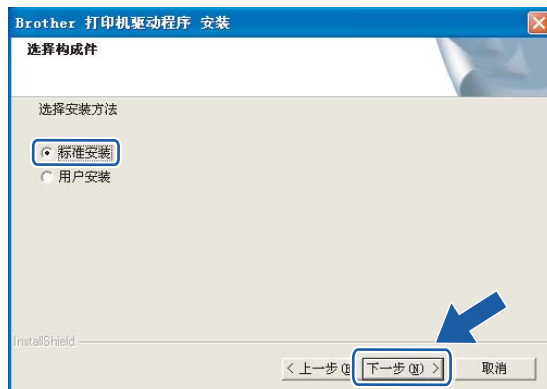 Brother 打印机驱动程序 安装
选择构成件
选择安装方法
标准安装
用户安装
InstallShield
< 上一步(B) 下一步(N) > 取消